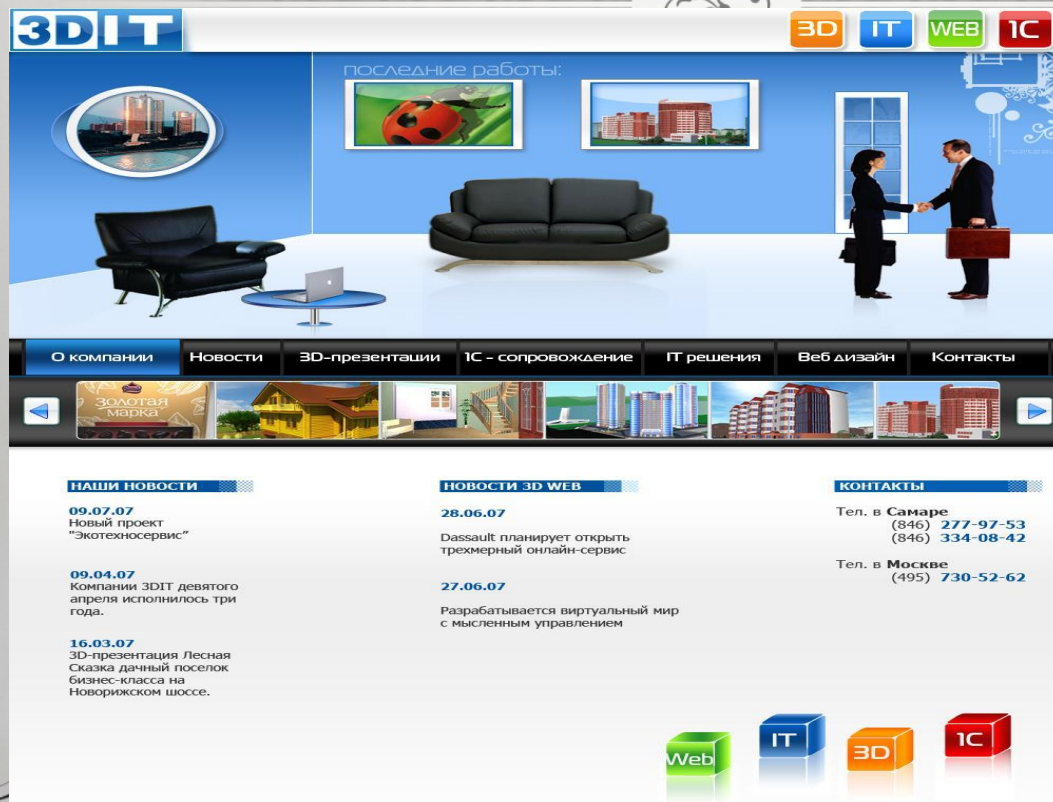 3DIT
3D IT WEB 1C
последние работы:
О компании Новости 3D-презентации 1С - сопровождение IT решения Веб дизайн Контакты
ЗОЛОТАЯ
МАРКА
НАШИ НОВОСТИ
09.07.07
Новый проект
"Экотехносервис"
09.04.07
Компании 3DIT девятого
апреля исполнилось три
года.
16.03.07
3D-презентация Лесная
Сказка дачный поселок
бизнес-класса на
Новорижском шоссе.
НОВОСТИ 3D WEB
28.06.07
Dassault планирует открыть
трехмерный онлайн-сервис
27.06.07
Разрабатывается виртуальный мир
с мысленным управлением
КОНТАКТЫ
Тел. в Самаре
(846) 277-97-53
(846) 334-08-42
Тел. в Москве
(495) 730-52-62
Web IT 3D 1C